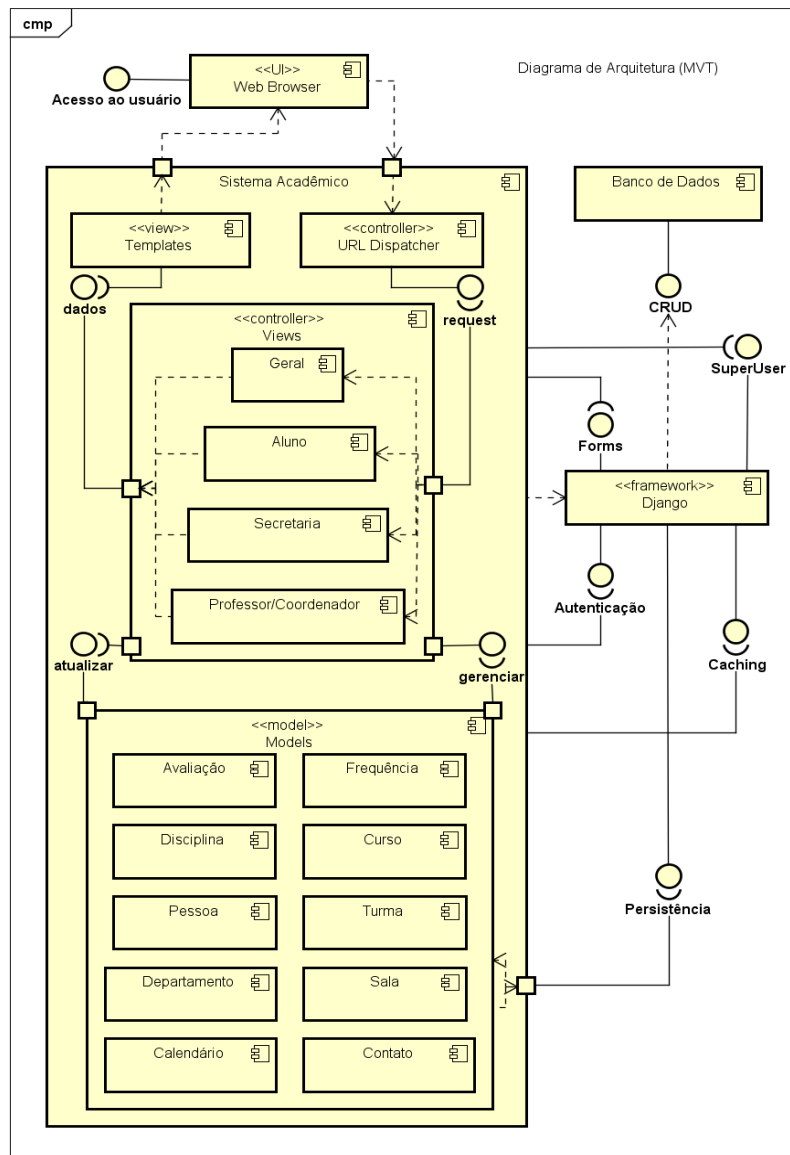 cmp
Diagrama de Arquitetura (MVT)
<<UI>>
Web Browser
Acesso ao usuário
Sistema Acadêmico
Banco de Dados
<<view>>
Templates
<<controller>>
URL Dispatcher
dados
request
CRUD
<<controller>>
Views
Geral
SuperUser
Aluno
Forms
<<framework>>
Django
Secretaria
Professor/Coordenador
Autenticação
atualizar
gerenciar
Caching
<<model>>
Models
Avaliação
Frequência
Disciplina
Curso
Pessoa
Turma
Persistência
Departamento
Sala
Calendário
Contato